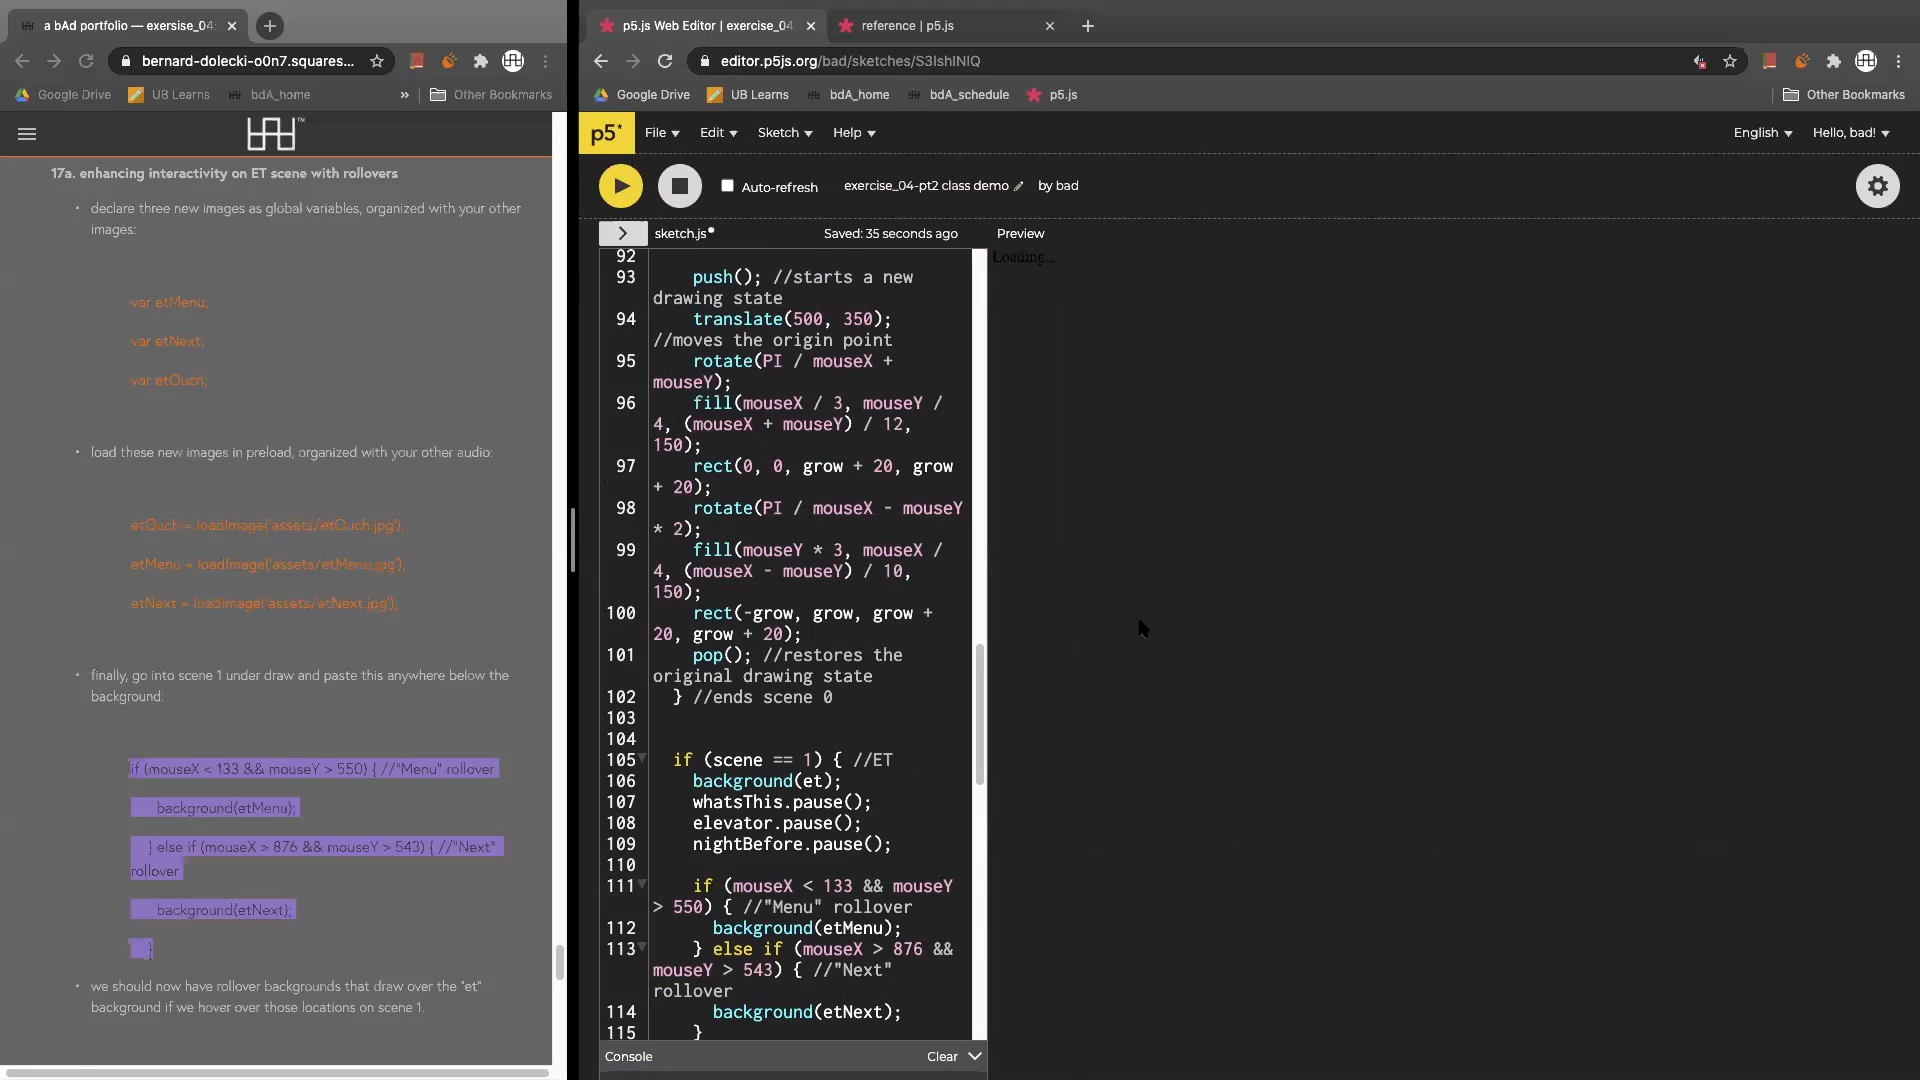 a bAd portfolio — exersise_04:
bernard-dolecki-o0n7.squares...
Google Drive
UB Learns
bdA_home
»
Other Bookmarks
17a. enhancing interactivity on ET scene with rollovers
• declare three new images as global variables, organized with your other
images:
var etMenu;
var etNext;
var etOucn;
• load these new images in preload, organized with your other audio:
etOuch = loadImage('assets/etOuch.jpg');
etMenu = loadImage('assets/etMenu.jpg');
etNext = loadImage('assets/etNext.jpg');
• finally, go into scene 1 under draw and paste this anywhere below the
background:
if (mouseX < 133 && mouseY > 550) { //"Menu" rollover
background(etMenu);
} else if (mouseX > 876 && mouseY > 543) { //"Next"
rollover
background(etNext);
}
• we should now have rollover backgrounds that draw over the "et"
background if we hover over those locations on scene 1.
p5.js Web Editor | exercise_04
reference | p5.js
editor.p5js.org/bad/sketches/S3IshINIQ
Google Drive
UB Learns
bdA_home
bdA_schedule
p5.js
Other Bookmarks
p5*
File
Edit
Sketch
Help
English
Hello, bad!
Auto-refresh
exercise_04-pt2 class demo
by bad
sketch.js
Saved: 35 seconds ago
Preview
Loading...
92
93 push(); //starts a new
drawing state
94 translate(500, 350);
//moves the origin point
95 rotate(PI / mouseX +
mouseY);
96 fill(mouseX / 3, mouseY /
4, (mouseX + mouseY) / 12,
150);
97 rect(0, 0, grow + 20, grow
+ 20);
98 rotate(PI / mouseX - mouseY
* 2);
99 fill(mouseY * 3, mouseX /
4, (mouseX - mouseY) / 10,
150);
100 rect(-grow, grow, grow +
20, grow + 20);
101 pop(); //restores the
original drawing state
102 } //ends scene 0
103
104
105 if (scene == 1) { //ET
106 background(et);
107 whatsThis.pause();
108 elevator.pause();
109 nightBefore.pause();
110
111 if (mouseX < 133 && mouseY
> 550) { //"Menu" rollover
112 background(etMenu);
113 } else if (mouseX > 876 &&
mouseY > 543) { //"Next"
rollover
114 background(etNext);
115 }
Console
Clear